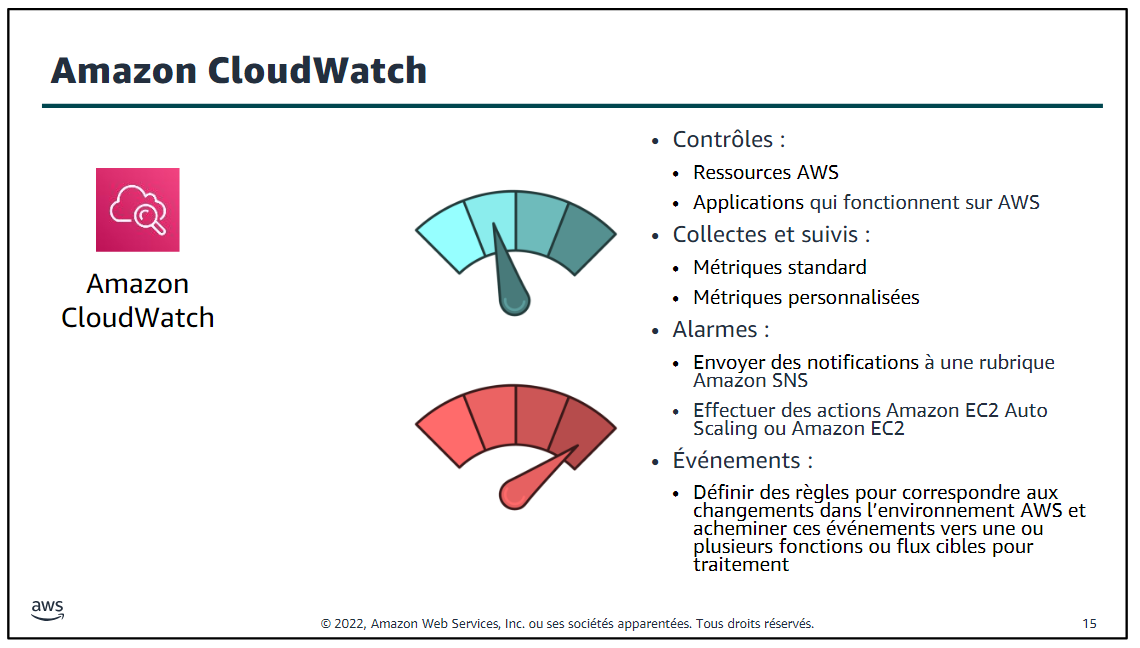 Amazon CloudWatch
Amazon
CloudWatch
• Contrôles :
• Ressources AWS
• Applications qui fonctionnent sur AWS
• Collectes et suivis :
• Métriques standard
• Métriques personnalisées
• Alarmes :
• Envoyer des notifications à une rubrique
Amazon SNS
• Effectuer des actions Amazon EC2 Auto
Scaling ou Amazon EC2
• Événements :
• Définir des règles pour correspondre aux
changements dans l’environnement AWS et
acheminer ces événements vers une ou
plusieurs fonctions ou flux cibles pour
traitement
aws
© 2022, Amazon Web Services, Inc. ou ses sociétés apparentées. Tous droits réservés.
15